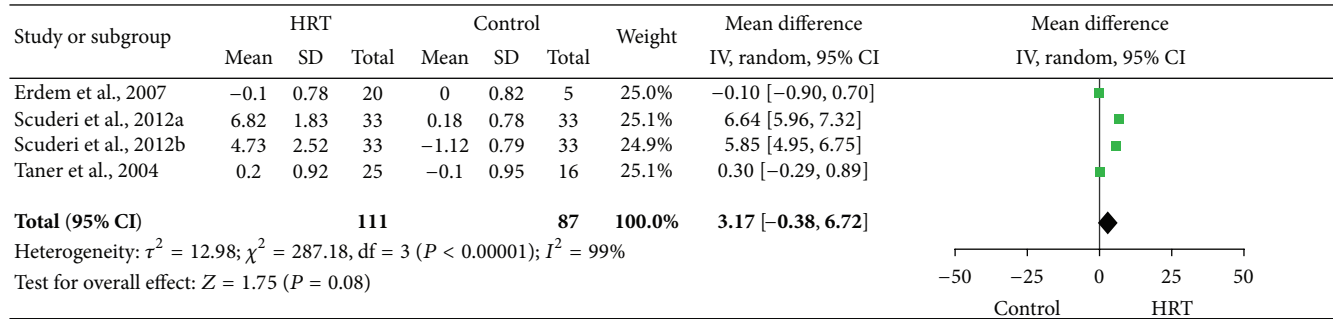 Study or subgroup HRT Control Weight Mean difference Mean difference
Mean SD Total Mean SD Total IV, random, 95% CI IV, random, 95% CI
Erdem et al., 2007 −0.1 0.78 20 0 0.82 5 25.0% −0.10 [−0.90, 0.70]
Scuderi et al., 2012a 6.82 1.83 33 0.18 0.78 33 25.1% 6.64 [5.96, 7.32]
Scuderi et al., 2012b 4.73 2.52 33 −1.12 0.79 33 24.9% 5.85 [4.95, 6.75]
Taner et al., 2004 0.2 0.92 25 −0.1 0.95 16 25.1% 0.30 [−0.29, 0.89]
Total (95% CI) 111 87 100.0% 3.17 [−0.38, 6.72]
Heterogeneity: τ² = 12.98; χ² = 287.18, df = 3 (P < 0.00001); I² = 99%
Test for overall effect: Z = 1.75 (P = 0.08)
−50 −25 0 25 50
Control HRT